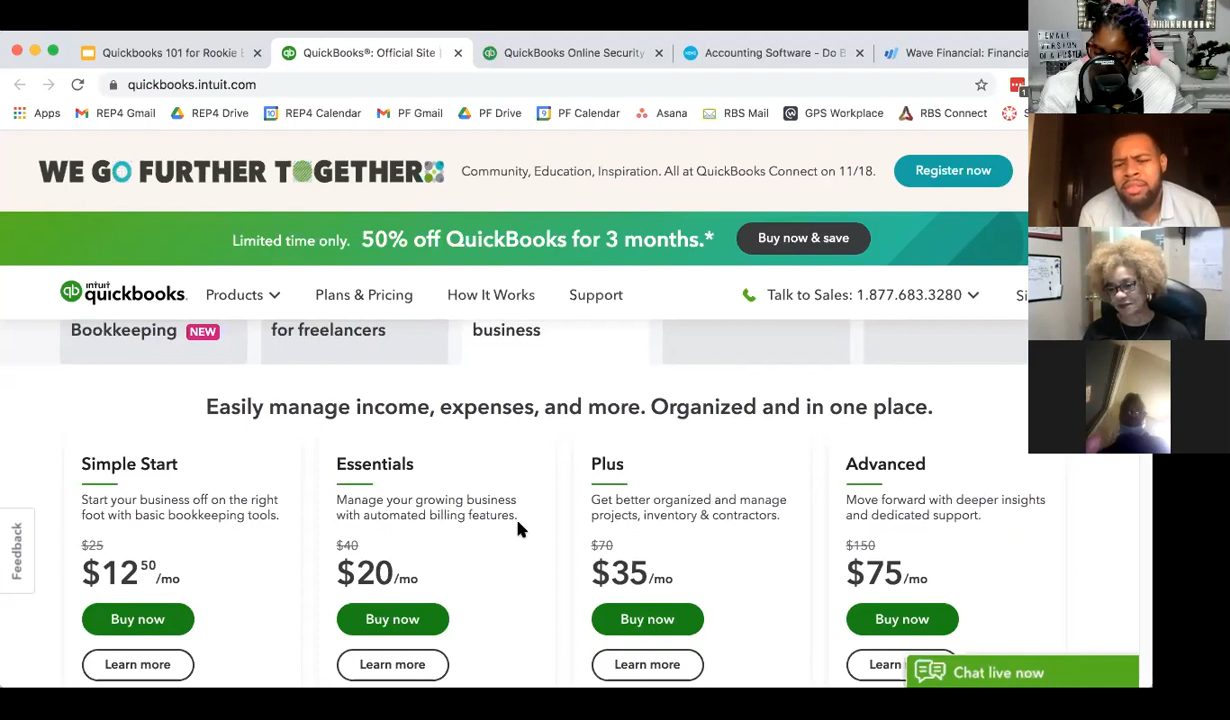 Quickbooks 101 for Rookie
QuickBooks®: Official Site
QuickBooks Online Security
Accounting Software - Do B
Wave Financial: Financia
quickbooks.intuit.com
Apps
REP4 Gmail
REP4 Drive
REP4 Calendar
PF Gmail
PF Drive
PF Calendar
Asana
RBS Mail
GPS Workplace
RBS Connect
WE GO FURTHER TOGETHER
Community, Education, Inspiration. All at QuickBooks Connect on 11/18.
Register now
Limited time only. 50% off QuickBooks for 3 months.*
Buy now & save
intuit
quickbooks.
Products
Plans & Pricing
How It Works
Support
Talk to Sales: 1.877.683.3280
Si
Bookkeeping NEW
for freelancers
business
Easily manage income, expenses, and more. Organized and in one place.
Simple Start
Start your business off on the right
foot with basic bookkeeping tools.
$25
$12 50 /mo
Buy now
Learn more
Essentials
Manage your growing business
with automated billing features.
$40
$20/mo
Buy now
Learn more
Plus
Get better organized and manage
projects, inventory & contractors.
$70
$35/mo
Buy now
Learn more
Advanced
Move forward with deeper insights
and dedicated support.
$150
$75/mo
Buy now
Learn
Feedback
Chat live now